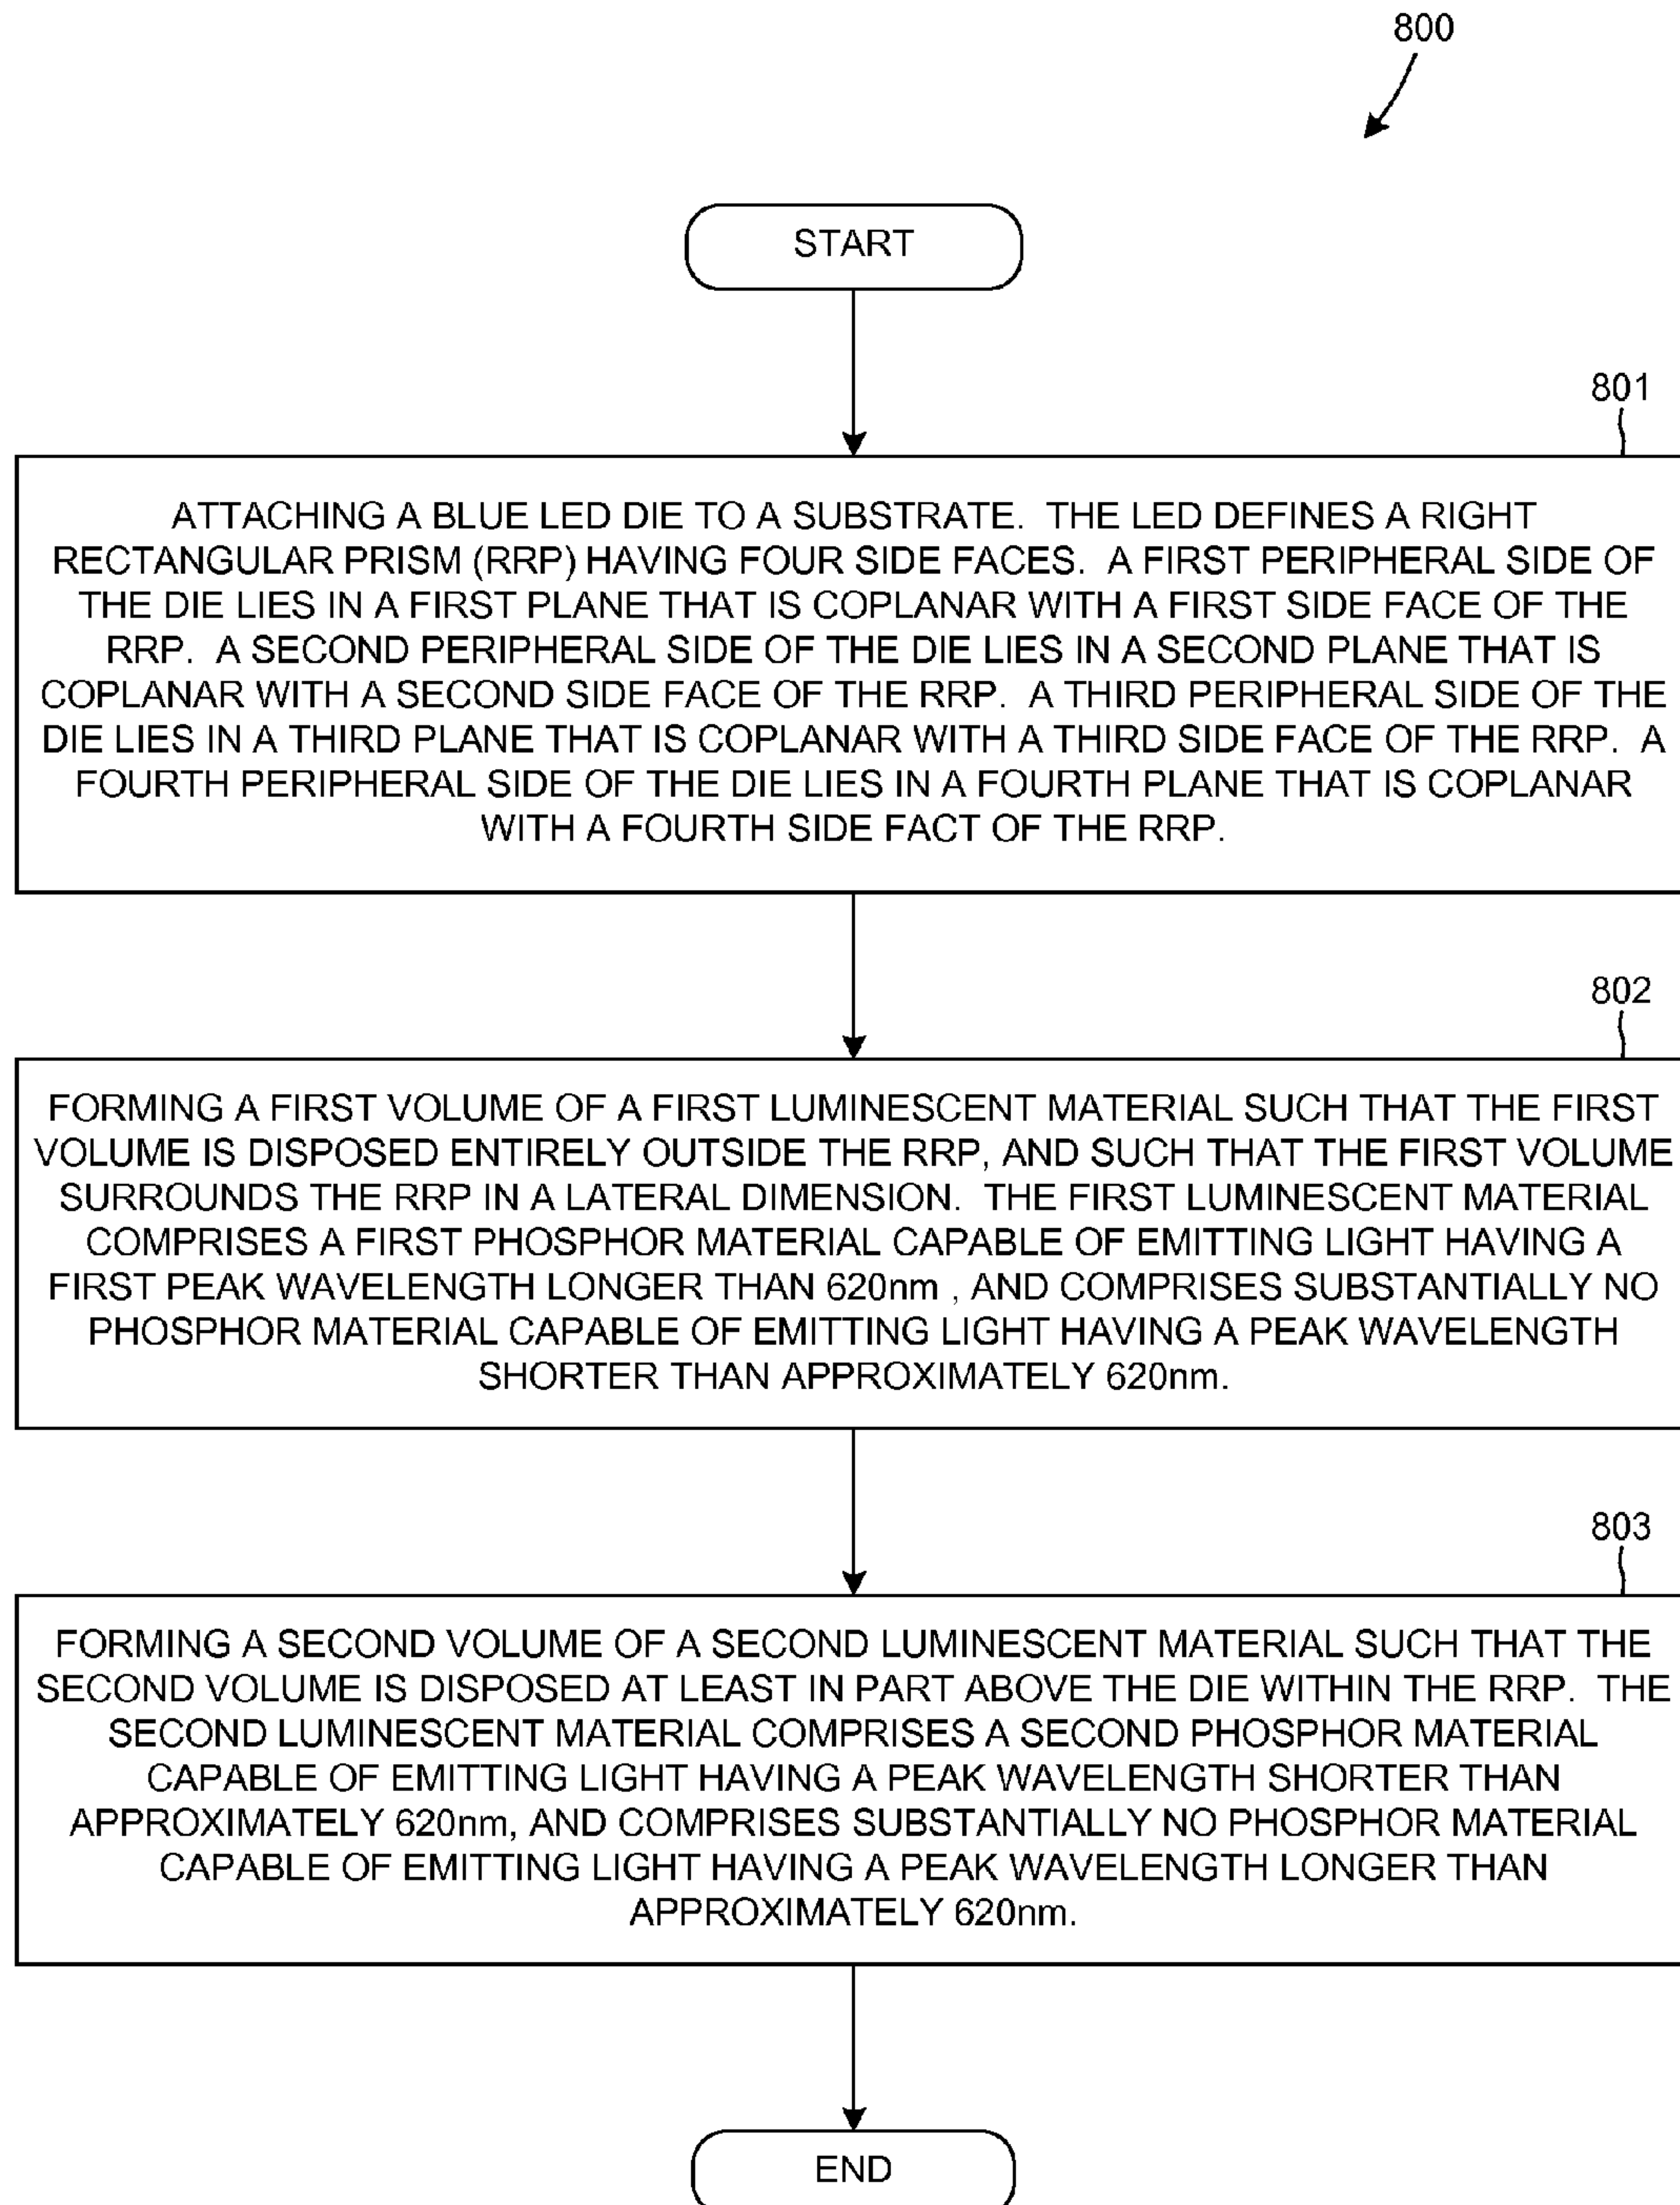 800
START
801
ATTACHING A BLUE LED DIE TO A SUBSTRATE. THE LED DEFINES A RIGHT
RECTANGULAR PRISM (RRP) HAVING FOUR SIDE FACES. A FIRST PERIPHERAL SIDE OF
THE DIE LIES IN A FIRST PLANE THAT IS COPLANAR WITH A FIRST SIDE FACE OF THE
RRP. A SECOND PERIPHERAL SIDE OF THE DIE LIES IN A SECOND PLANE THAT IS
COPLANAR WITH A SECOND SIDE FACE OF THE RRP. A THIRD PERIPHERAL SIDE OF THE
DIE LIES IN A THIRD PLANE THAT IS COPLANAR WITH A THIRD SIDE FACE OF THE RRP. A
FOURTH PERIPHERAL SIDE OF THE DIE LIES IN A FOURTH PLANE THAT IS COPLANAR
WITH A FOURTH SIDE FACT OF THE RRP.
802
FORMING A FIRST VOLUME OF A FIRST LUMINESCENT MATERIAL SUCH THAT THE FIRST
VOLUME IS DISPOSED ENTIRELY OUTSIDE THE RRP, AND SUCH THAT THE FIRST VOLUME
SURROUNDS THE RRP IN A LATERAL DIMENSION. THE FIRST LUMINESCENT MATERIAL
COMPRISES A FIRST PHOSPHOR MATERIAL CAPABLE OF EMITTING LIGHT HAVING A
FIRST PEAK WAVELENGTH LONGER THAN 620nm , AND COMPRISES SUBSTANTIALLY NO
PHOSPHOR MATERIAL CAPABLE OF EMITTING LIGHT HAVING A PEAK WAVELENGTH
SHORTER THAN APPROXIMATELY 620nm.
803
FORMING A SECOND VOLUME OF A SECOND LUMINESCENT MATERIAL SUCH THAT THE
SECOND VOLUME IS DISPOSED AT LEAST IN PART ABOVE THE DIE WITHIN THE RRP. THE
SECOND LUMINESCENT MATERIAL COMPRISES A SECOND PHOSPHOR MATERIAL
CAPABLE OF EMITTING LIGHT HAVING A PEAK WAVELENGTH SHORTER THAN
APPROXIMATELY 620nm, AND COMPRISES SUBSTANTIALLY NO PHOSPHOR MATERIAL
CAPABLE OF EMITTING LIGHT HAVING A PEAK WAVELENGTH LONGER THAN
APPROXIMATELY 620nm.
END